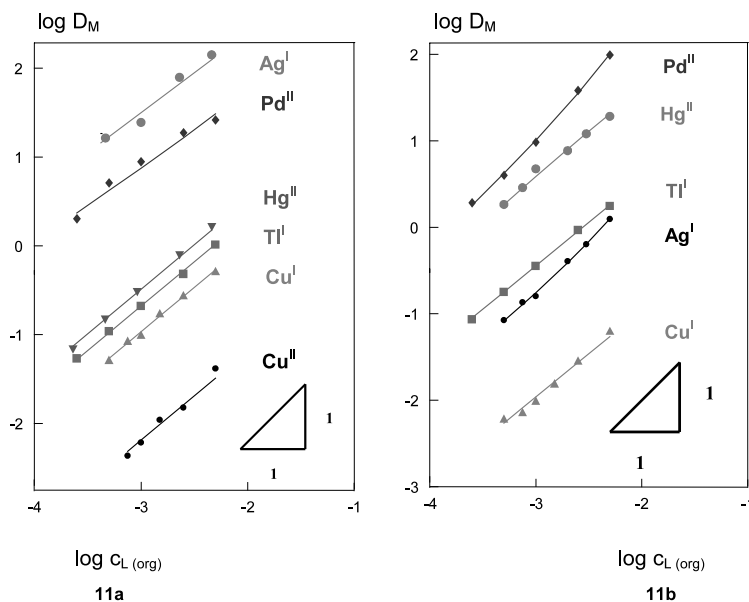 log D_M
2
1
0
-1
-2
-4
-3
-2
-1
Ag^I
Pd^II
Hg^II
Tl^I
Cu^I
Cu^II
1
1
log c_L (org)
11a
log D_M
2
1
0
-1
-2
-3
-4
-3
-2
-1
Pd^II
Hg^II
Tl^I
Ag^I
Cu^I
1
1
log c_L (org)
11b